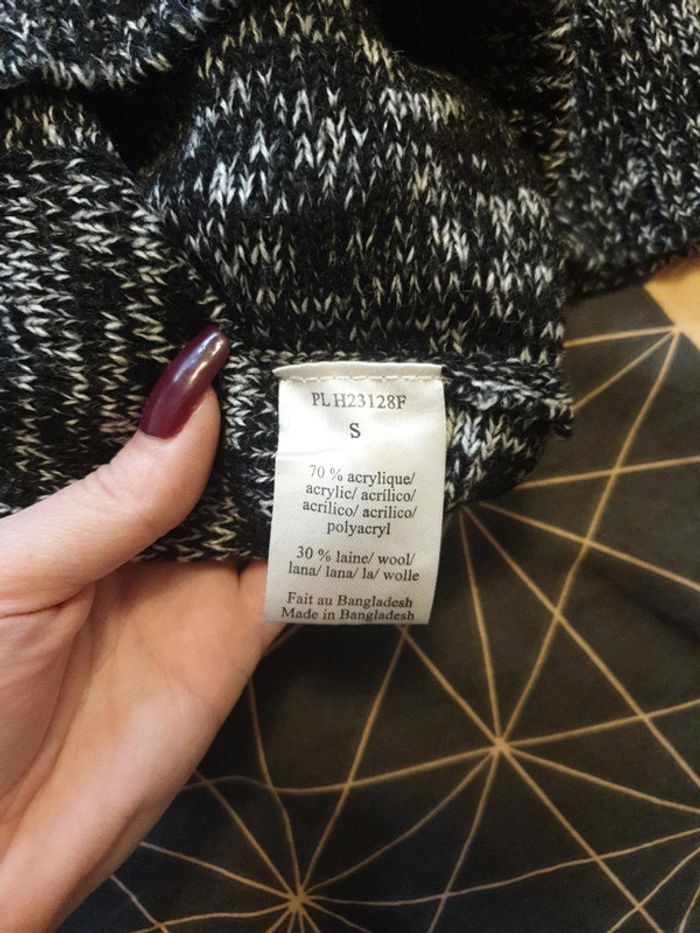 PL H23128F
S
70 % acrylique/
acrylic/ acrílico/
acrilico/ acrilico/
polyacryl
30 % laine/ wool/
lana/ lana/ la/ wolle
Fait au Bangladesh
Made in Bangladesh